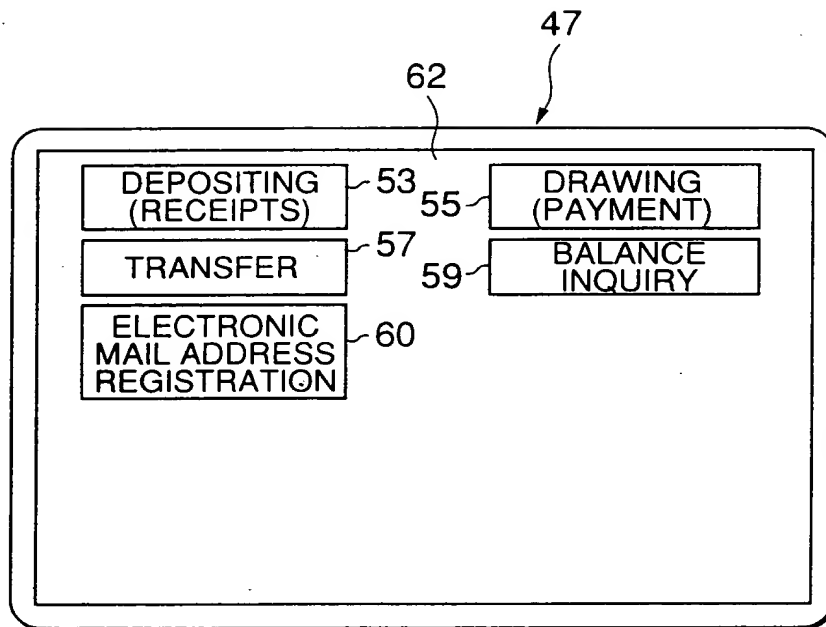 47
62
DEPOSITING
(RECEIPTS)
53
55
DRAWING
(PAYMENT)
TRANSFER
57
59
BALANCE
INQUIRY
ELECTRONIC
MAIL ADDRESS
REGISTRATION
60